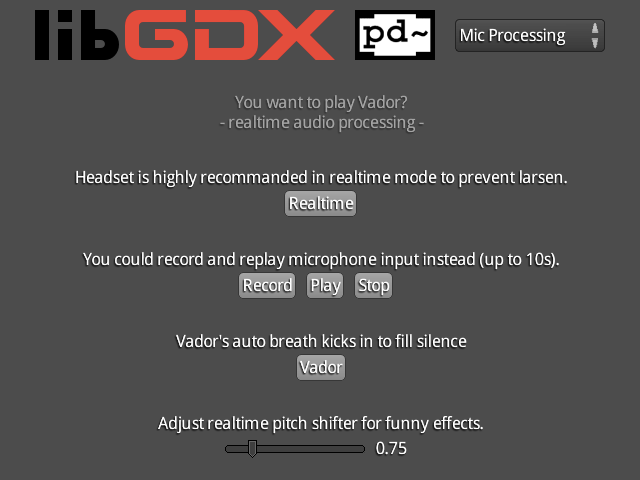 libGDX pd~ Mic Processing
You want to play Vador?
- realtime audio processing -
Headset is highly recommanded in realtime mode to prevent larsen.
Realtime
You could record and replay microphone input instead (up to 10s).
Record Play Stop
Vador's auto breath kicks in to fill silence
Vador
Adjust realtime pitch shifter for funny effects.
0.75